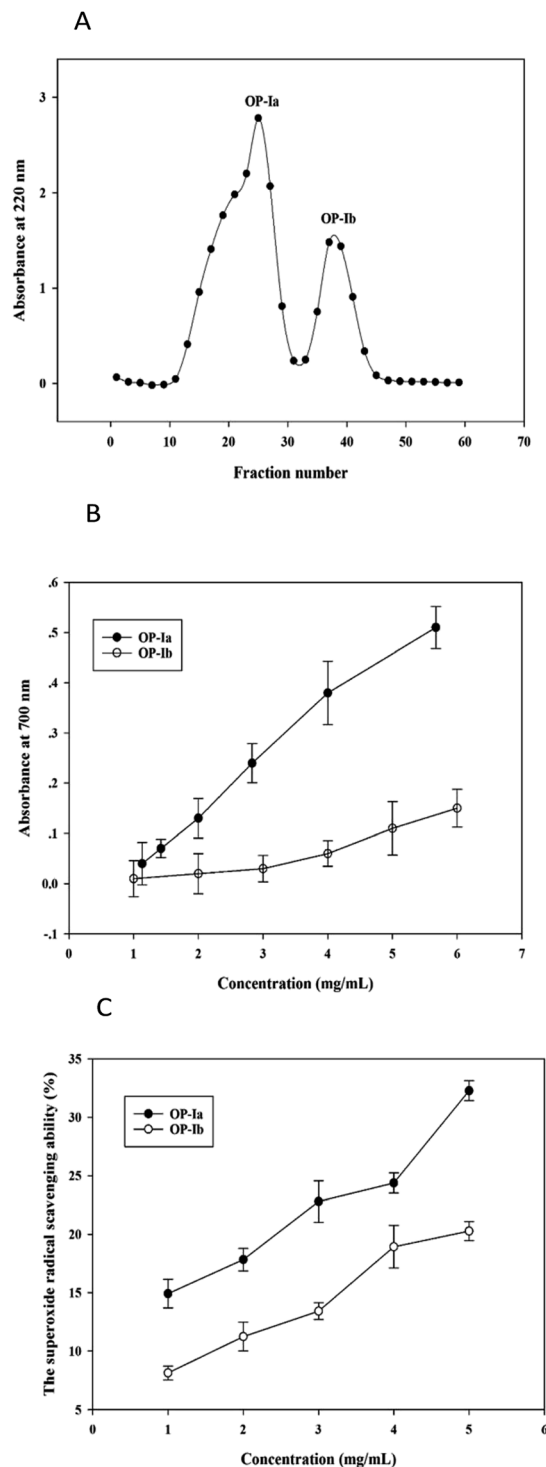 A
OP-Ia
OP-Ib
Absorbance at 220 nm
3
2
1
0
0 10 20 30 40 50 60 70
Fraction number
B
OP-Ia
OP-Ib
Absorbance at 700 nm
.6
.5
.4
.3
.2
.1
0.0
-.1
0 1 2 3 4 5 6 7
Concentration (mg/mL)
C
OP-Ia
OP-Ib
The superoxide radical scavenging ability (%)
35
30
25
20
15
10
5
0 1 2 3 4 5 6
Concentration (mg/mL)